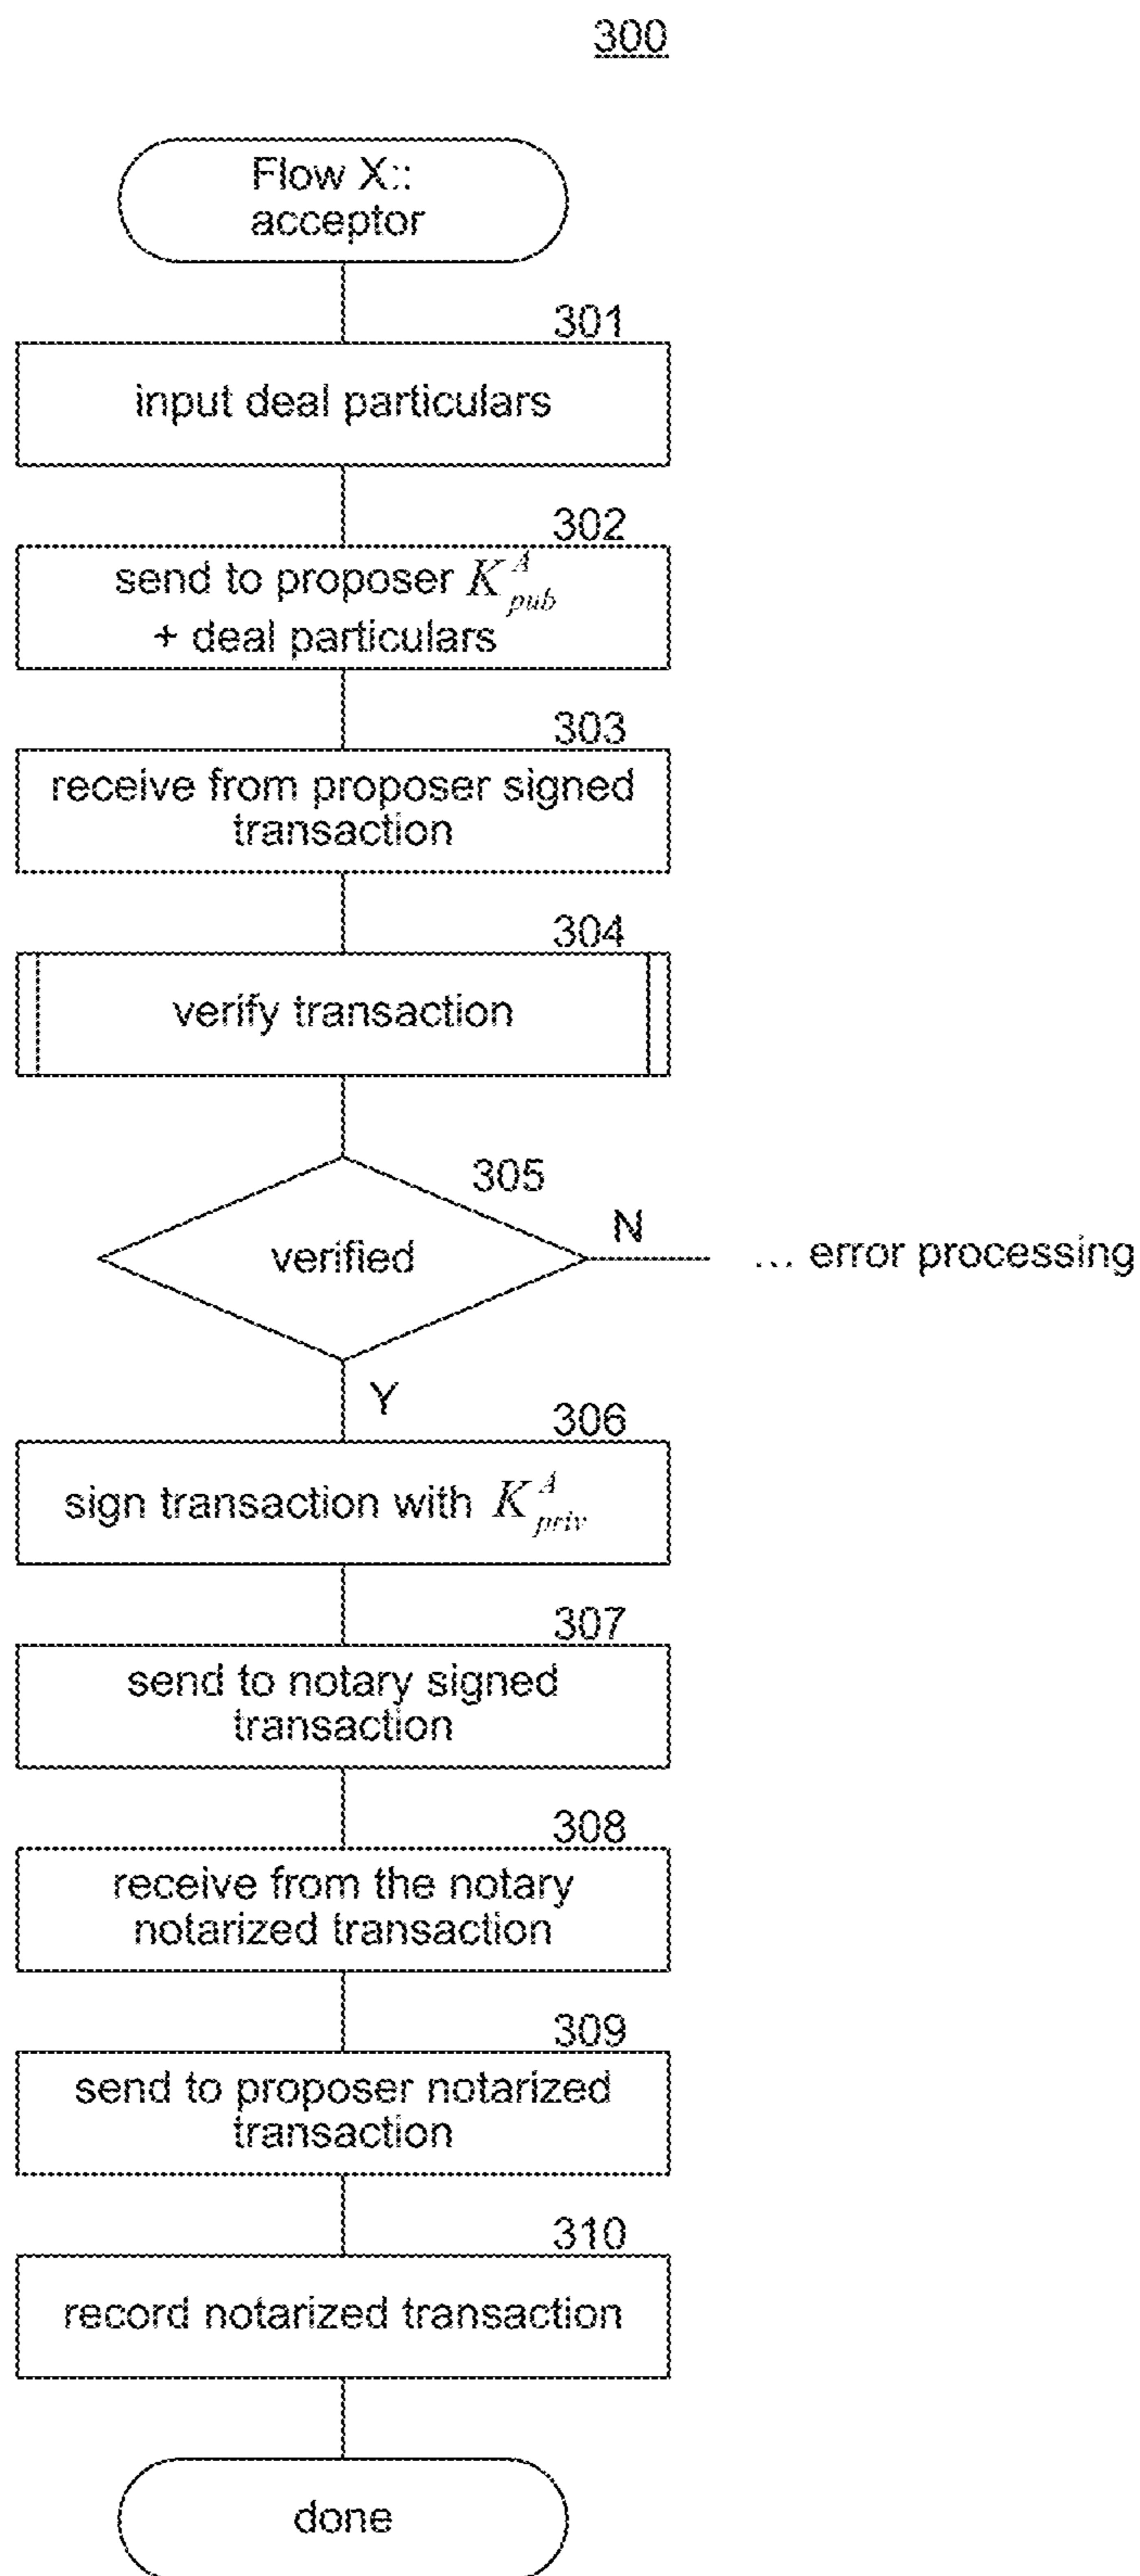 300
Flow X::
acceptor
301
input deal particulars
302
send to proposer K^A_pub
+ deal particulars
303
receive from proposer signed
transaction
304
verify transaction
305
verified
N
... error processing
Y
306
sign transaction with K^A_priv
307
send to notary signed
transaction
308
receive from the notary
notarized transaction
309
send to proposer notarized
transaction
310
record notarized transaction
done